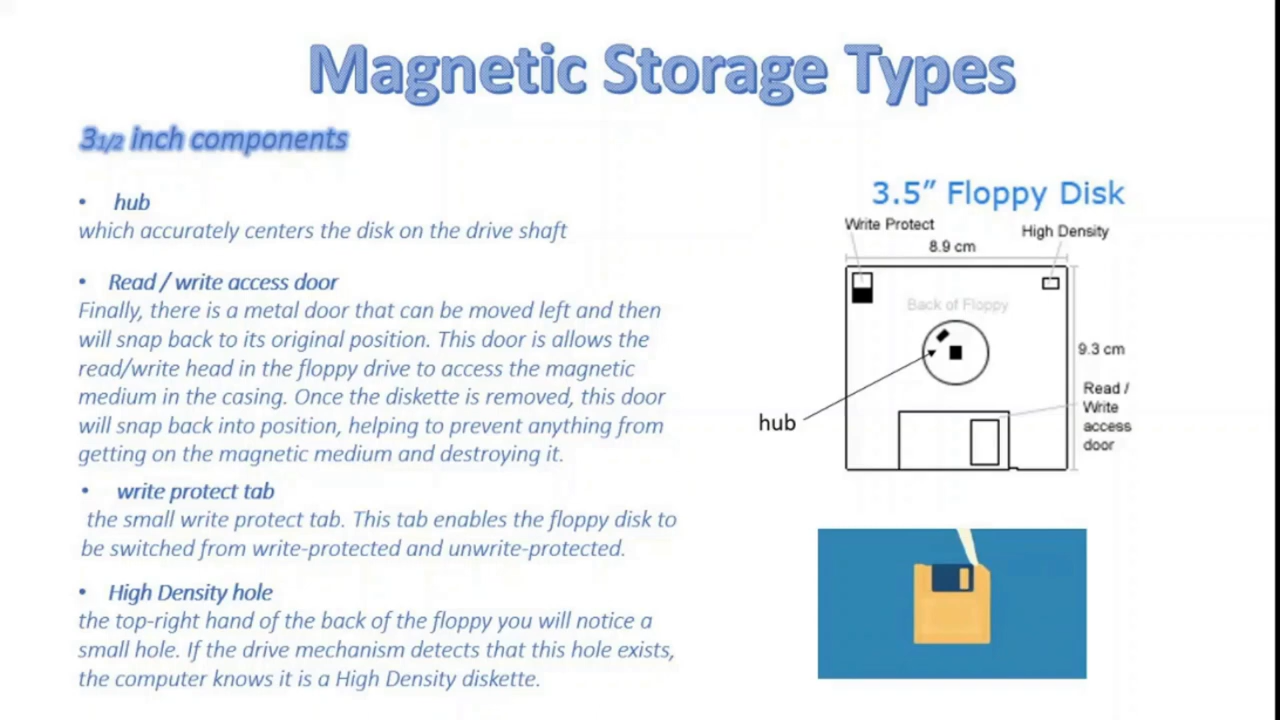 Magnetic Storage Types
31/2 inch components
• hub
which accurately centers the disk on the drive shaft
• Read / write access door
Finally, there is a metal door that can be moved left and then
will snap back to its original position. This door is allows the
read/write head in the floppy drive to access the magnetic
medium in the casing. Once the diskette is removed, this door
will snap back into position, helping to prevent anything from
getting on the magnetic medium and destroying it.
• write protect tab
the small write protect tab. This tab enables the floppy disk to
be switched from write-protected and unwrite-protected.
• High Density hole
the top-right hand of the back of the floppy you will notice a
small hole. If the drive mechanism detects that this hole exists,
the computer knows it is a High Density diskette.
3.5” Floppy Disk
Write Protect
High Density
8.9 cm
Back of Floppy
9.3 cm
Read /
Write
access
door
hub